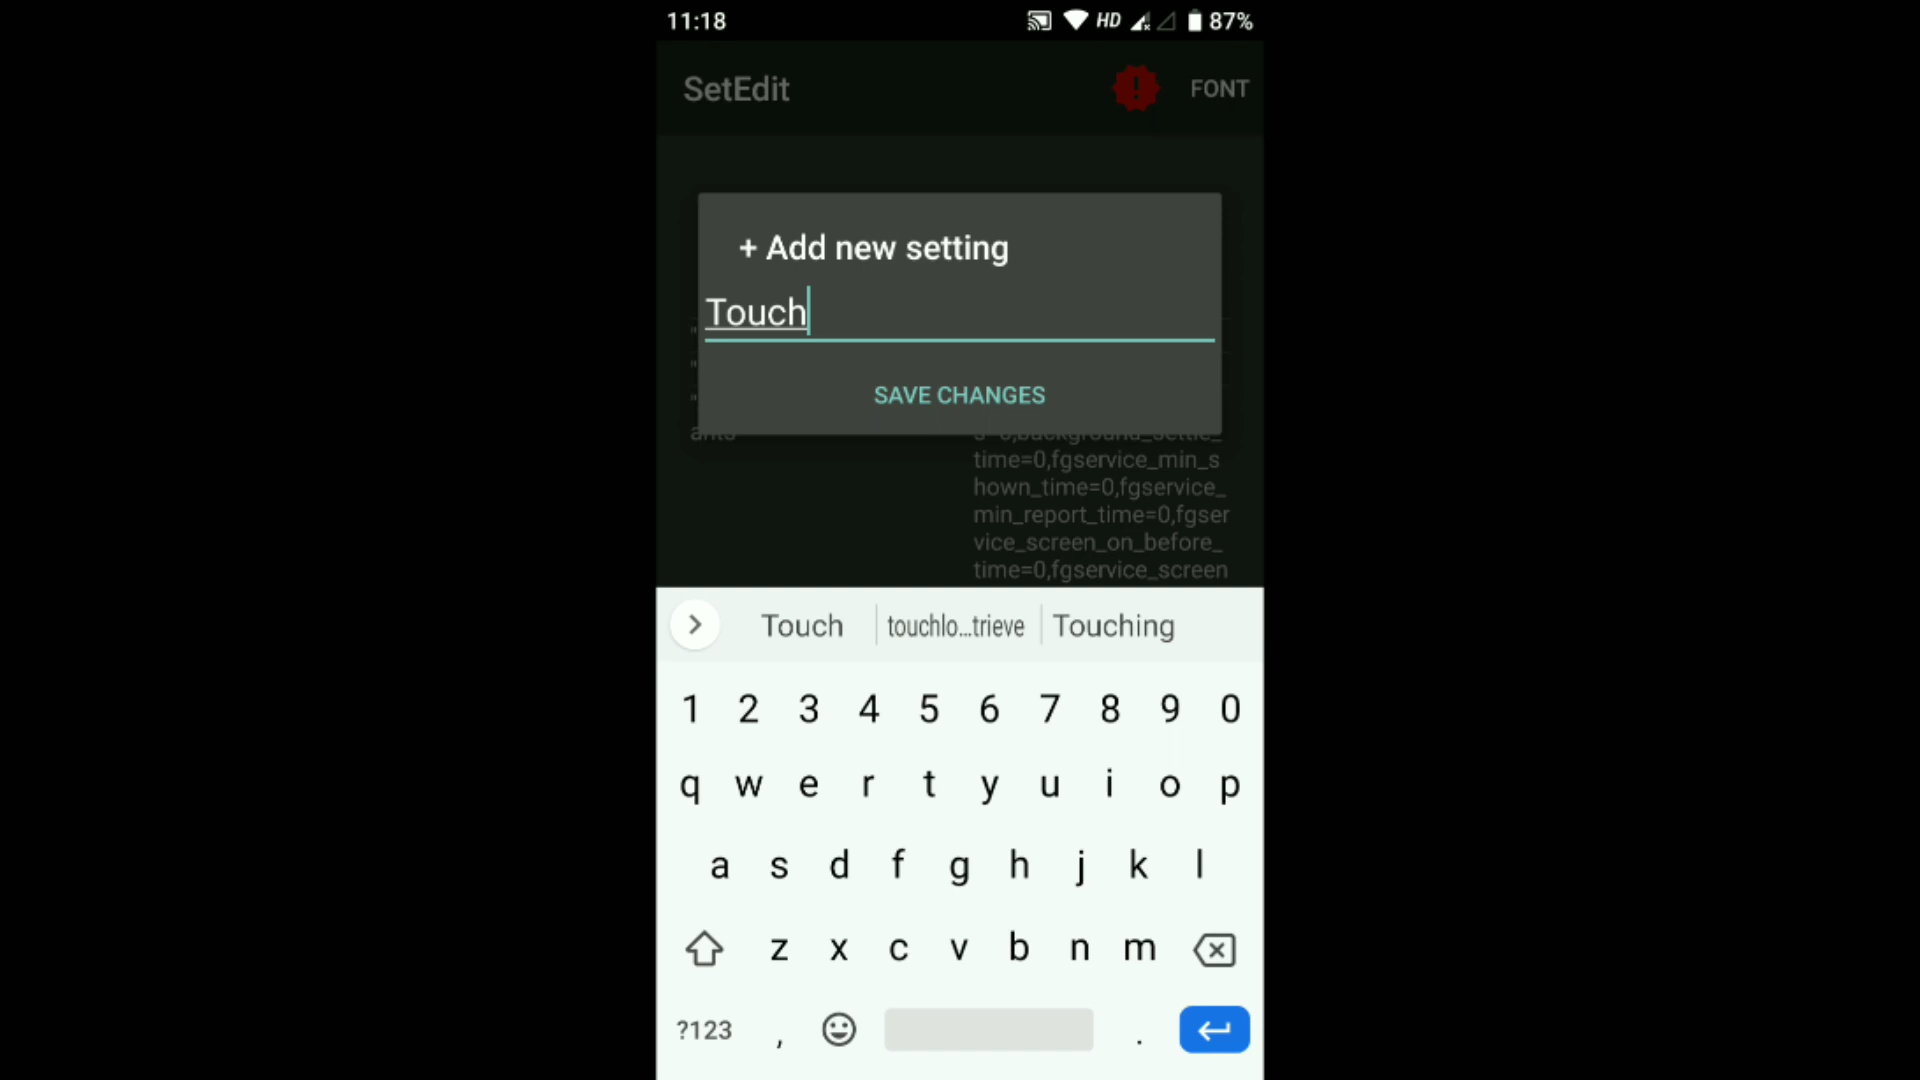 11:18 HD 87%
SetEdit FONT
+ Add new setting
Touch
SAVE CHANGES
time=0,fgservice_min_s
hown_time=0,fgservice_
min_report_time=0,fgser
vice_screen_on_before_
time=0,fgservice_screen
Touch touchlo...trieve Touching
1 2 3 4 5 6 7 8 9 0
q w e r t y u i o p
a s d f g h j k l
z x c v b n m
?123 , .